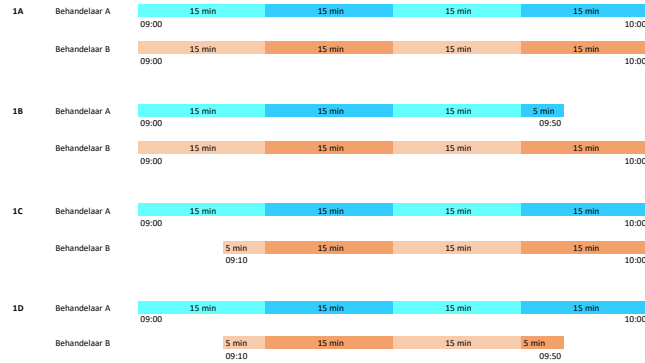 1A Behandelaar A 15 min 15 min 15 min 15 min
09:00 10:00
Behandelaar B 15 min 15 min 15 min 15 min
09:00 10:00
1B Behandelaar A 15 min 15 min 15 min 5 min
09:00 09:50
Behandelaar B 15 min 15 min 15 min 15 min
09:00 10:00
1C Behandelaar A 15 min 15 min 15 min 15 min
09:00 10:00
Behandelaar B 5 min 15 min 15 min 15 min
09:10 10:00
1D Behandelaar A 15 min 15 min 15 min 15 min
09:00 10:00
Behandelaar B 5 min 15 min 15 min 5 min
09:10 09:50